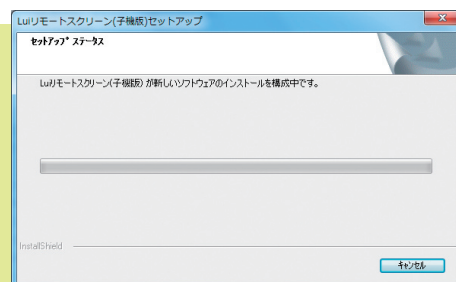 Luiリモートスクリーン(子機版)セットアップ
セットアップ ステータス
Luiリモートスクリーン(子機版) が新しいソフトウェアのインストールを構成中です。
InstallShield
キャンセル